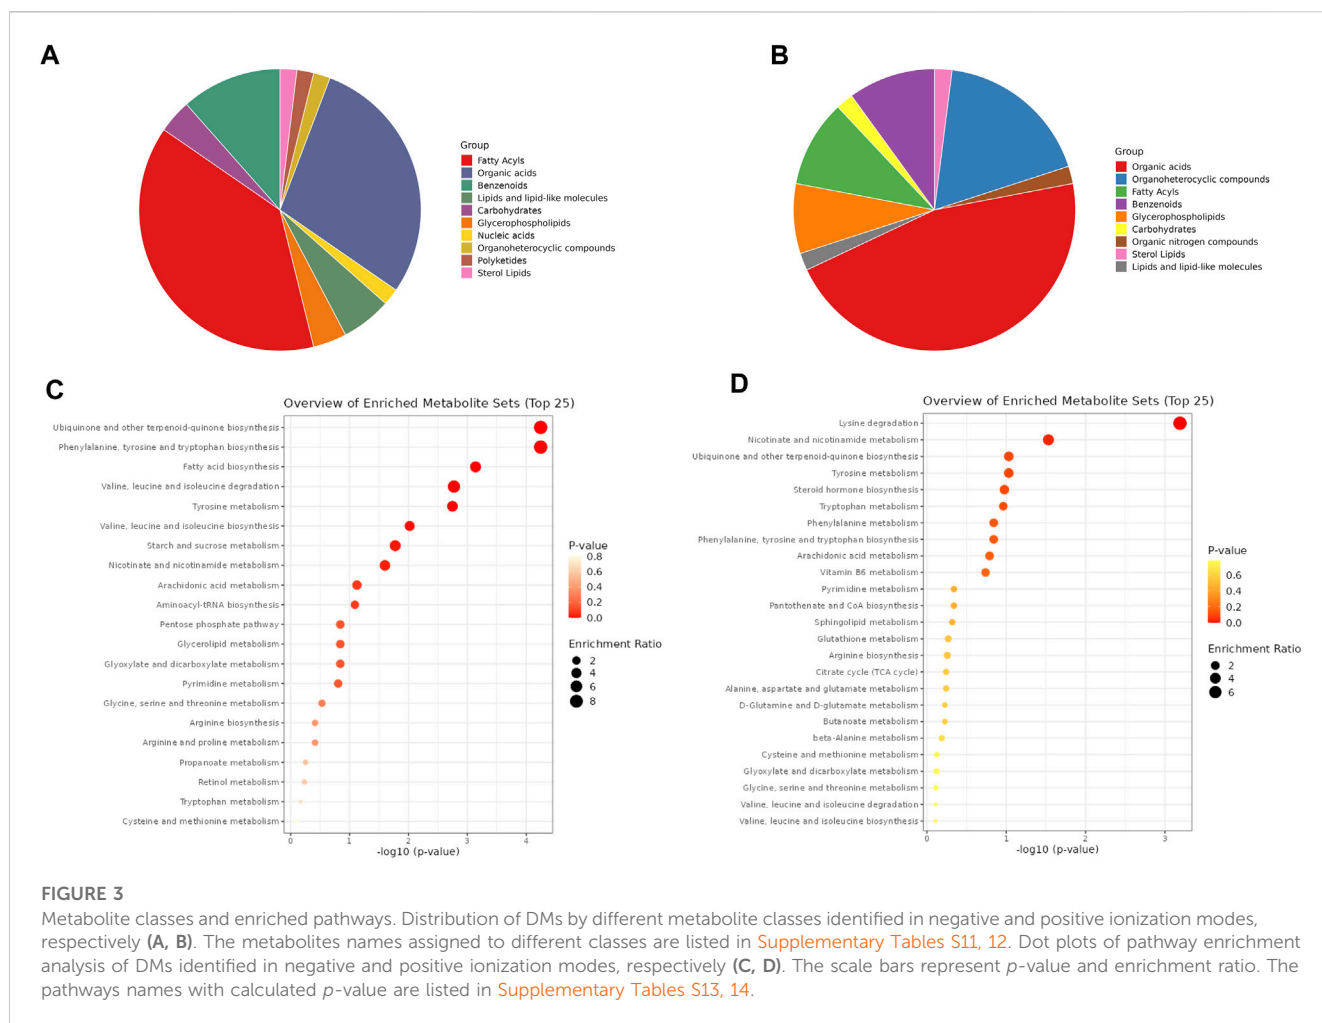 A
Group
Fatty Acyls
Organic acids
Benzenoids
Lipids and lipid-like molecules
Carbohydrates
Glycerophospholipids
Nucleic acids
Organoheterocyclic compounds
Polyketides
Sterol Lipids
B
Group
Organic acids
Organoheterocyclic compounds
Fatty Acyls
Benzenoids
Glycerophospholipids
Carbohydrates
Organic nitrogen compounds
Sterol Lipids
Lipids and lipid-like molecules
C
Overview of Enriched Metabolite Sets (Top 25)
Ubiquinone and other terpenoid-quinone biosynthesis
Phenylalanine, tyrosine and tryptophan biosynthesis
Fatty acid biosynthesis
Valine, leucine and isoleucine degradation
Tyrosine metabolism
Valine, leucine and isoleucine biosynthesis
Starch and sucrose metabolism
Nicotinate and nicotinamide metabolism
Arachidonic acid metabolism
Aminoacyl-tRNA biosynthesis
Pentose phosphate pathway
Glycerolipid metabolism
Glyoxylate and dicarboxylate metabolism
Pyrimidine metabolism
Glycine, serine and threonine metabolism
Arginine biosynthesis
Arginine and proline metabolism
Propanoate metabolism
Retinol metabolism
Tryptophan metabolism
Cysteine and methionine metabolism
0 1 2 3 4
-log10 (p-value)
P-value
0.8
0.6
0.4
0.2
0.0
Enrichment Ratio
2
4
6
8
D
Overview of Enriched Metabolite Sets (Top 25)
Lysine degradation
Nicotinate and nicotinamide metabolism
Ubiquinone and other terpenoid-quinone biosynthesis
Tyrosine metabolism
Steroid hormone biosynthesis
Tryptophan metabolism
Phenylalanine metabolism
Phenylalanine, tyrosine and tryptophan biosynthesis
Arachidonic acid metabolism
Vitamin B6 metabolism
Pyrimidine metabolism
Pantothenate and CoA biosynthesis
Sphingolipid metabolism
Glutathione metabolism
Arginine biosynthesis
Citrate cycle (TCA cycle)
Alanine, aspartate and glutamate metabolism
D-Glutamine and D-glutamate metabolism
Butanoate metabolism
beta-Alanine metabolism
Cysteine and methionine metabolism
Glyoxylate and dicarboxylate metabolism
Glycine, serine and threonine metabolism
Valine, leucine and isoleucine degradation
Valine, leucine and isoleucine biosynthesis
0 1 2 3
-log10 (p-value)
P-value
0.6
0.4
0.2
0.0
Enrichment Ratio
2
4
6
FIGURE 3
Metabolite classes and enriched pathways. Distribution of DMs by different metabolite classes identified in negative and positive ionization modes,
respectively (A, B). The metabolites names assigned to different classes are listed in Supplementary Tables S11, 12. Dot plots of pathway enrichment
analysis of DMs identified in negative and positive ionization modes, respectively (C, D). The scale bars represent p-value and enrichment ratio. The
pathways names with calculated p-value are listed in Supplementary Tables S13, 14.